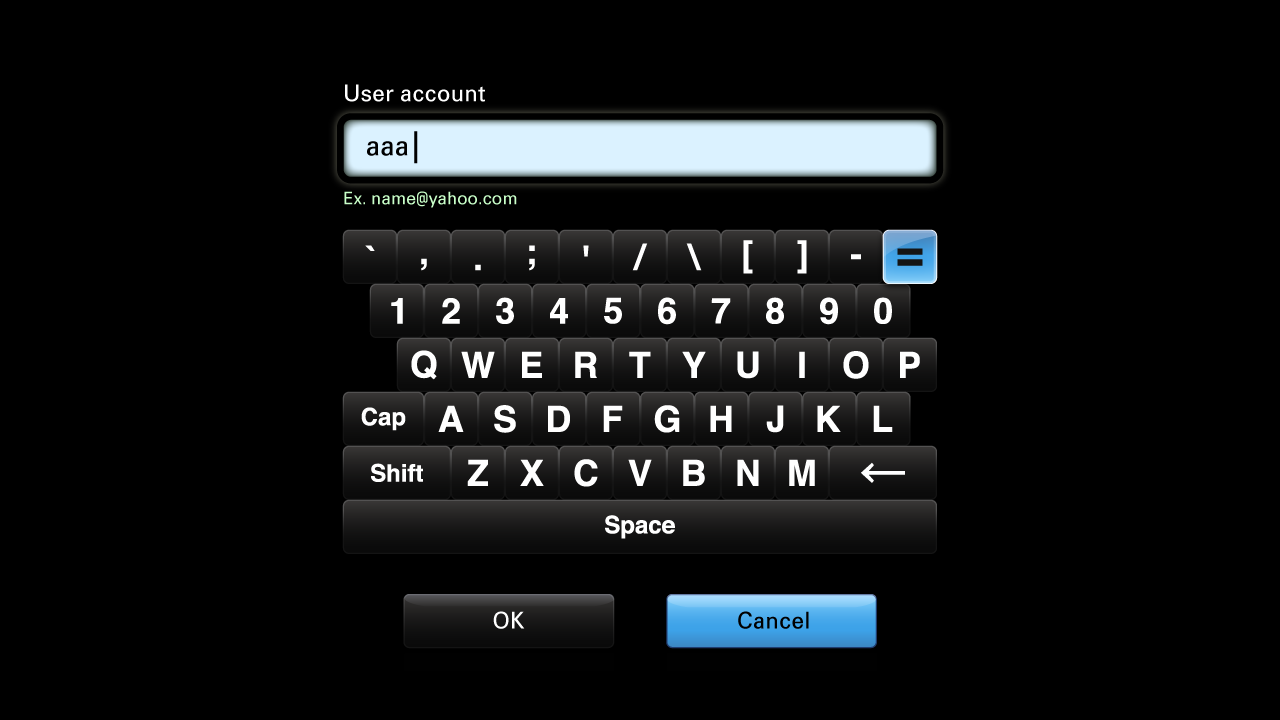 User account
aaa
Ex. name@yahoo.com
` , . ; ' / \ [ ] - =
1 2 3 4 5 6 7 8 9 0
Q W E R T Y U I O P
Cap A S D F G H J K L
Shift Z X C V B N M ←
Space
OK Cancel